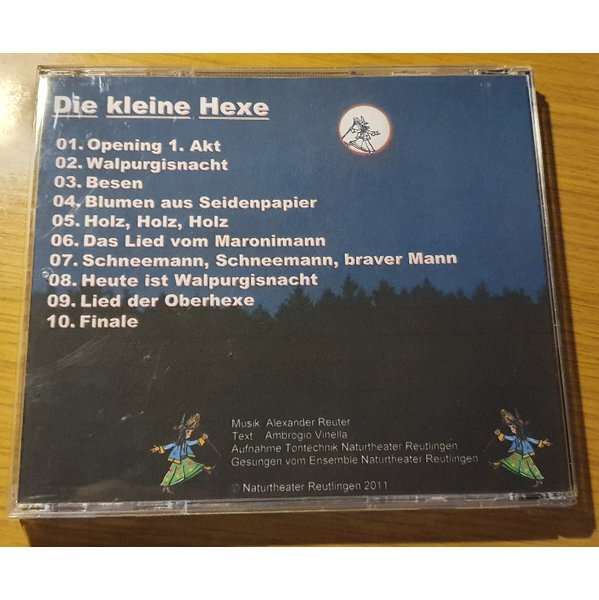 Die kleine Hexe
01. Opening 1. Akt
02. Walpurgisnacht
03. Besen
04. Blumen aus Seidenpapier
05. Holz, Holz, Holz
06. Das Lied vom Maronimann
07. Schneemann, Schneemann, braver Mann
08. Heute ist Walpurgisnacht
09. Lied der Oberhexe
10. Finale
Musik Alexander Reuter
Text Ambrogio Vinella
Aufnahme Tontechnik Naturtheater Reutlingen
Gesungen vom Ensemble Naturtheater Reutlingen
© Naturtheater Reutlingen 2011